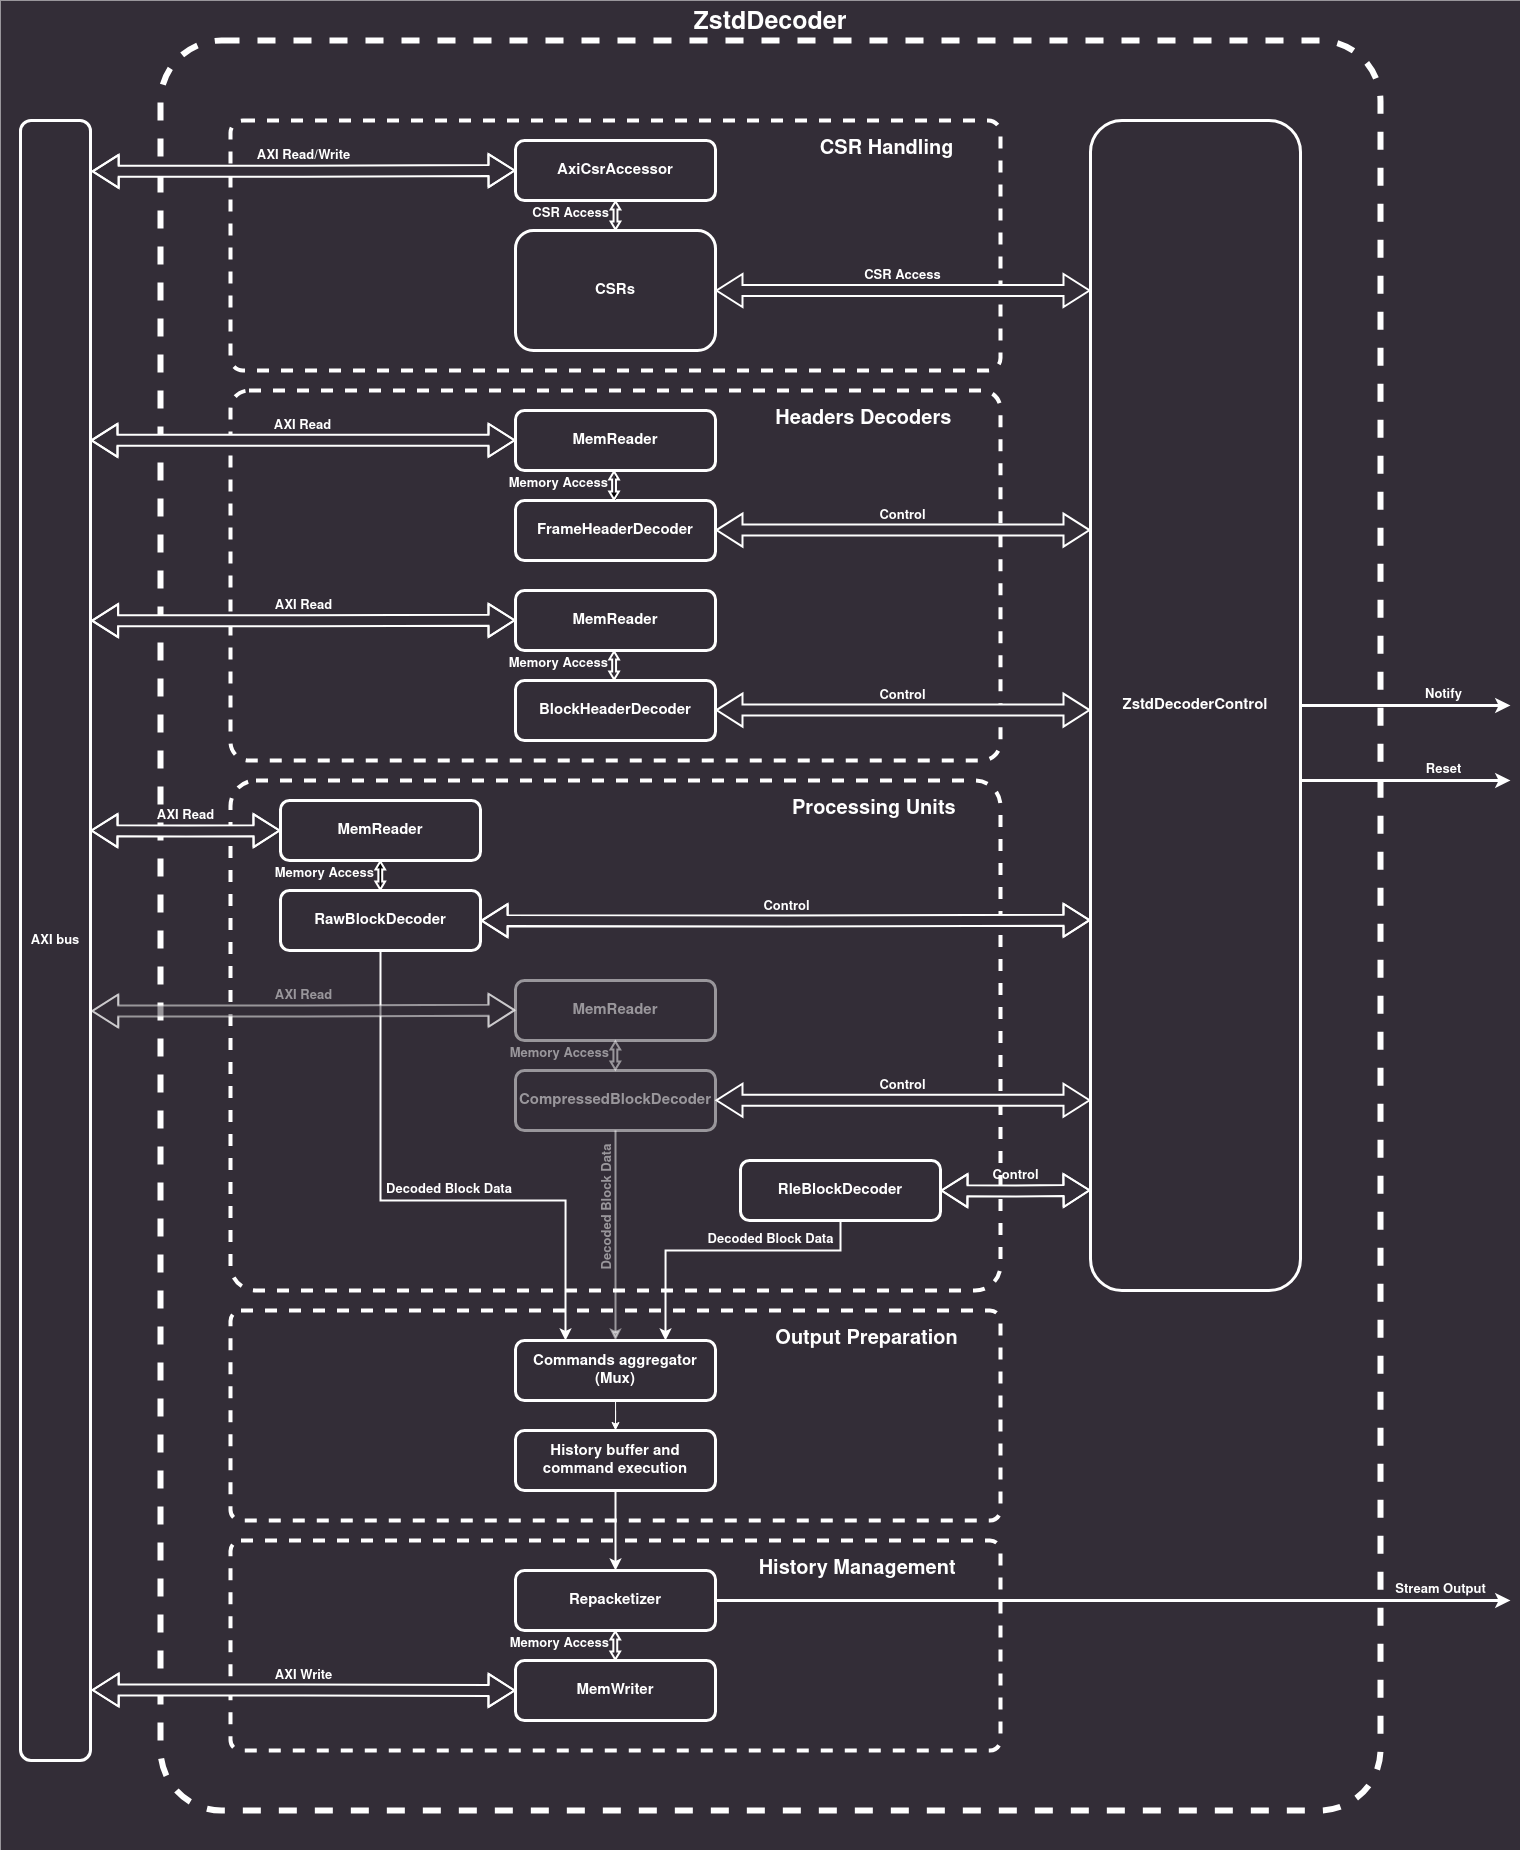 ZstdDecoder
CSR Handling
AXI Read/Write
AxiCsrAccessor
CSR Access
CSRs
CSR Access
Headers Decoders
AXI Read
MemReader
Memory Access
FrameHeaderDecoder
Control
AXI Read
MemReader
Memory Access
BlockHeaderDecoder
Control
ZstdDecoderControl
Notify
Reset
Processing Units
AXI Read
MemReader
Memory Access
RawBlockDecoder
Control
AXI bus
AXI Read
MemReader
Memory Access
CompressedBlockDecoder
Control
Decoded Block Data
RleBlockDecoder
Control
Decoded Block Data
Decoded Block Data
Output Preparation
Commands aggregator
(Mux)
History buffer and
command execution
History Management
Repacketizer
Stream Output
Memory Access
AXI Write
MemWriter